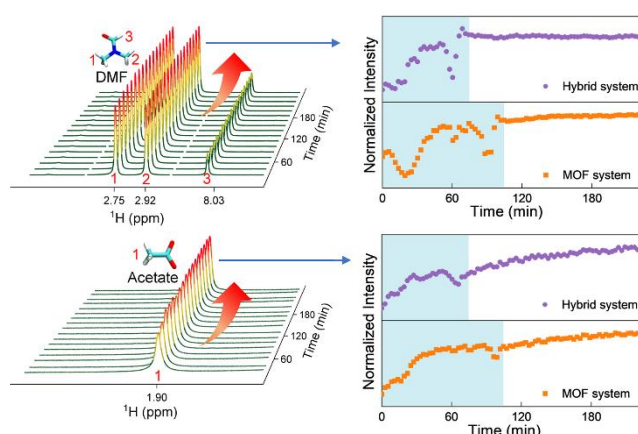 3
1
2
DMF
1
2
3
2.75 2.92 8.03
¹H (ppm)
60
120
180
Time (min)
Normalized Intensity
Hybrid system
MOF system
0 60 120 180
Time (min)
1
Acetate
1
1.90
¹H (ppm)
60
120
180
Time (min)
Normalized Intensity
Hybrid system
MOF system
0 60 120 180
Time (min)